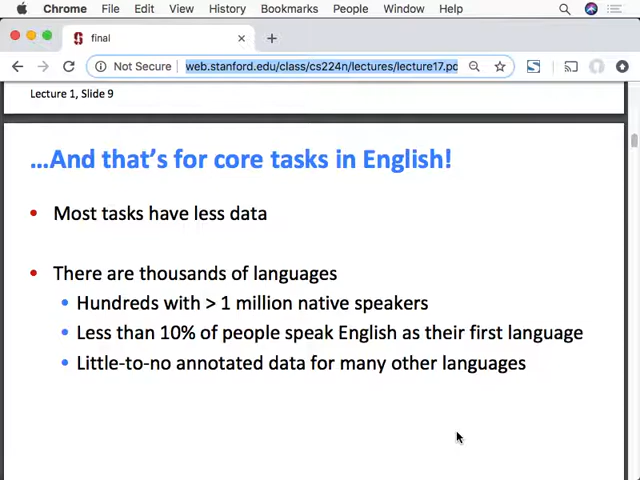 Chrome File Edit View History Bookmarks People Window Help
final
Not Secure web.stanford.edu/class/cs224n/lectures/lecture17.pc
Lecture 1, Slide 9
…And that's for core tasks in English!
• Most tasks have less data
• There are thousands of languages
• Hundreds with > 1 million native speakers
• Less than 10% of people speak English as their first language
• Little-to-no annotated data for many other languages